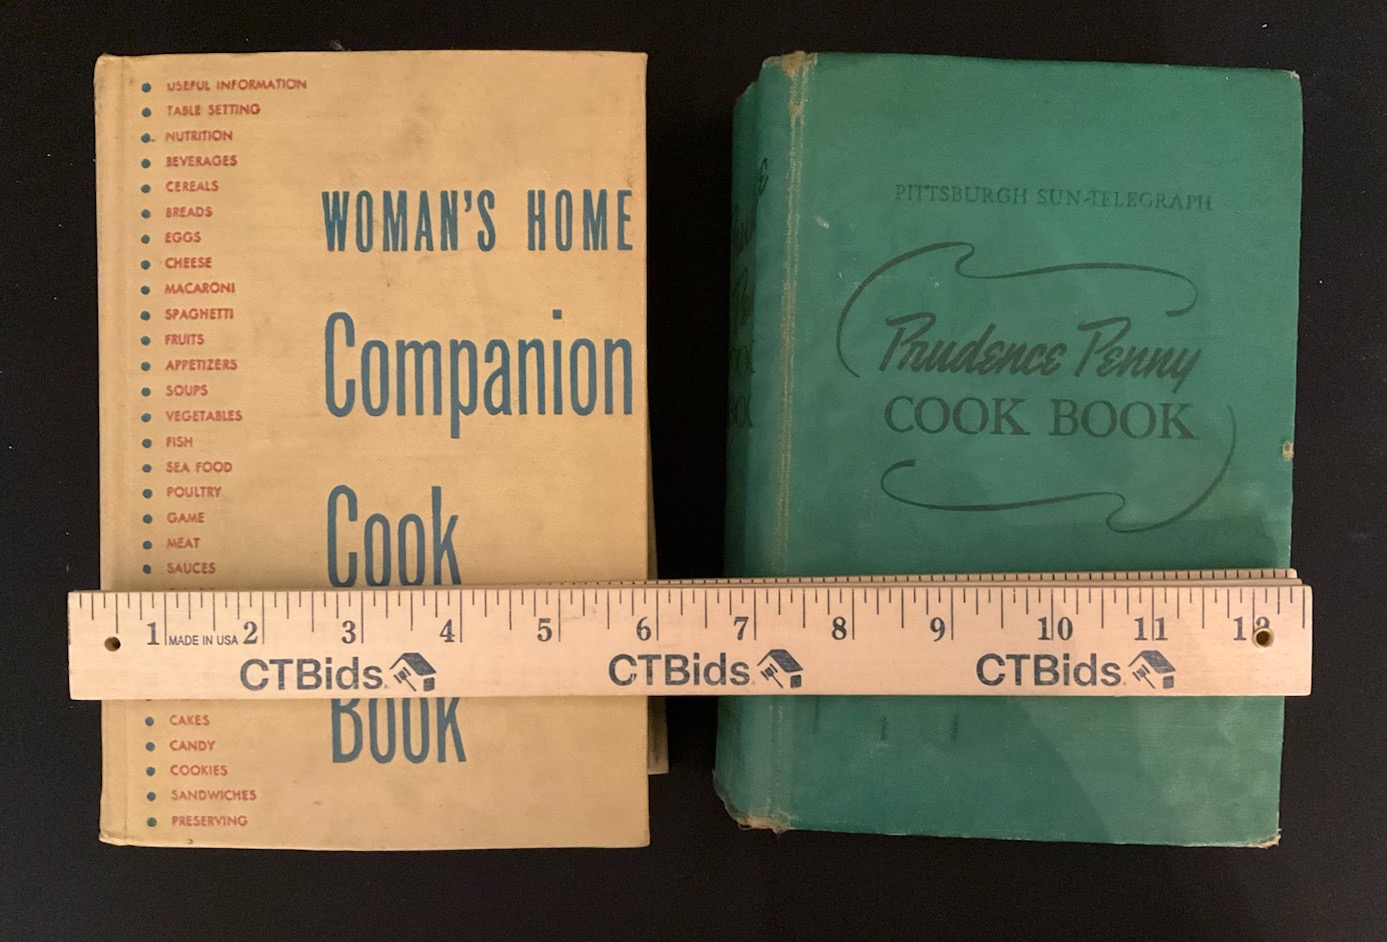 USEFUL INFORMATION
TABLE SETTING
NUTRITION
BEVERAGES
CEREALS
BREADS
EGGS
CHEESE
MACARONI
SPAGHETTI
FRUITS
APPETIZERS
SOUPS
VEGETABLES
FISH
SEA FOOD
POULTRY
GAME
MEAT
SAUCES
CAKES
CANDY
COOKIES
SANDWICHES
PRESERVING
WOMAN'S HOME
Companion
Cook
Book
PITTSBURGH SUN-TELEGRAPH
Prudence Penny
COOK BOOK
1 MADE IN USA 2 3 4 5 6 7 8 9 10 11 12
CTBids CTBids CTBids